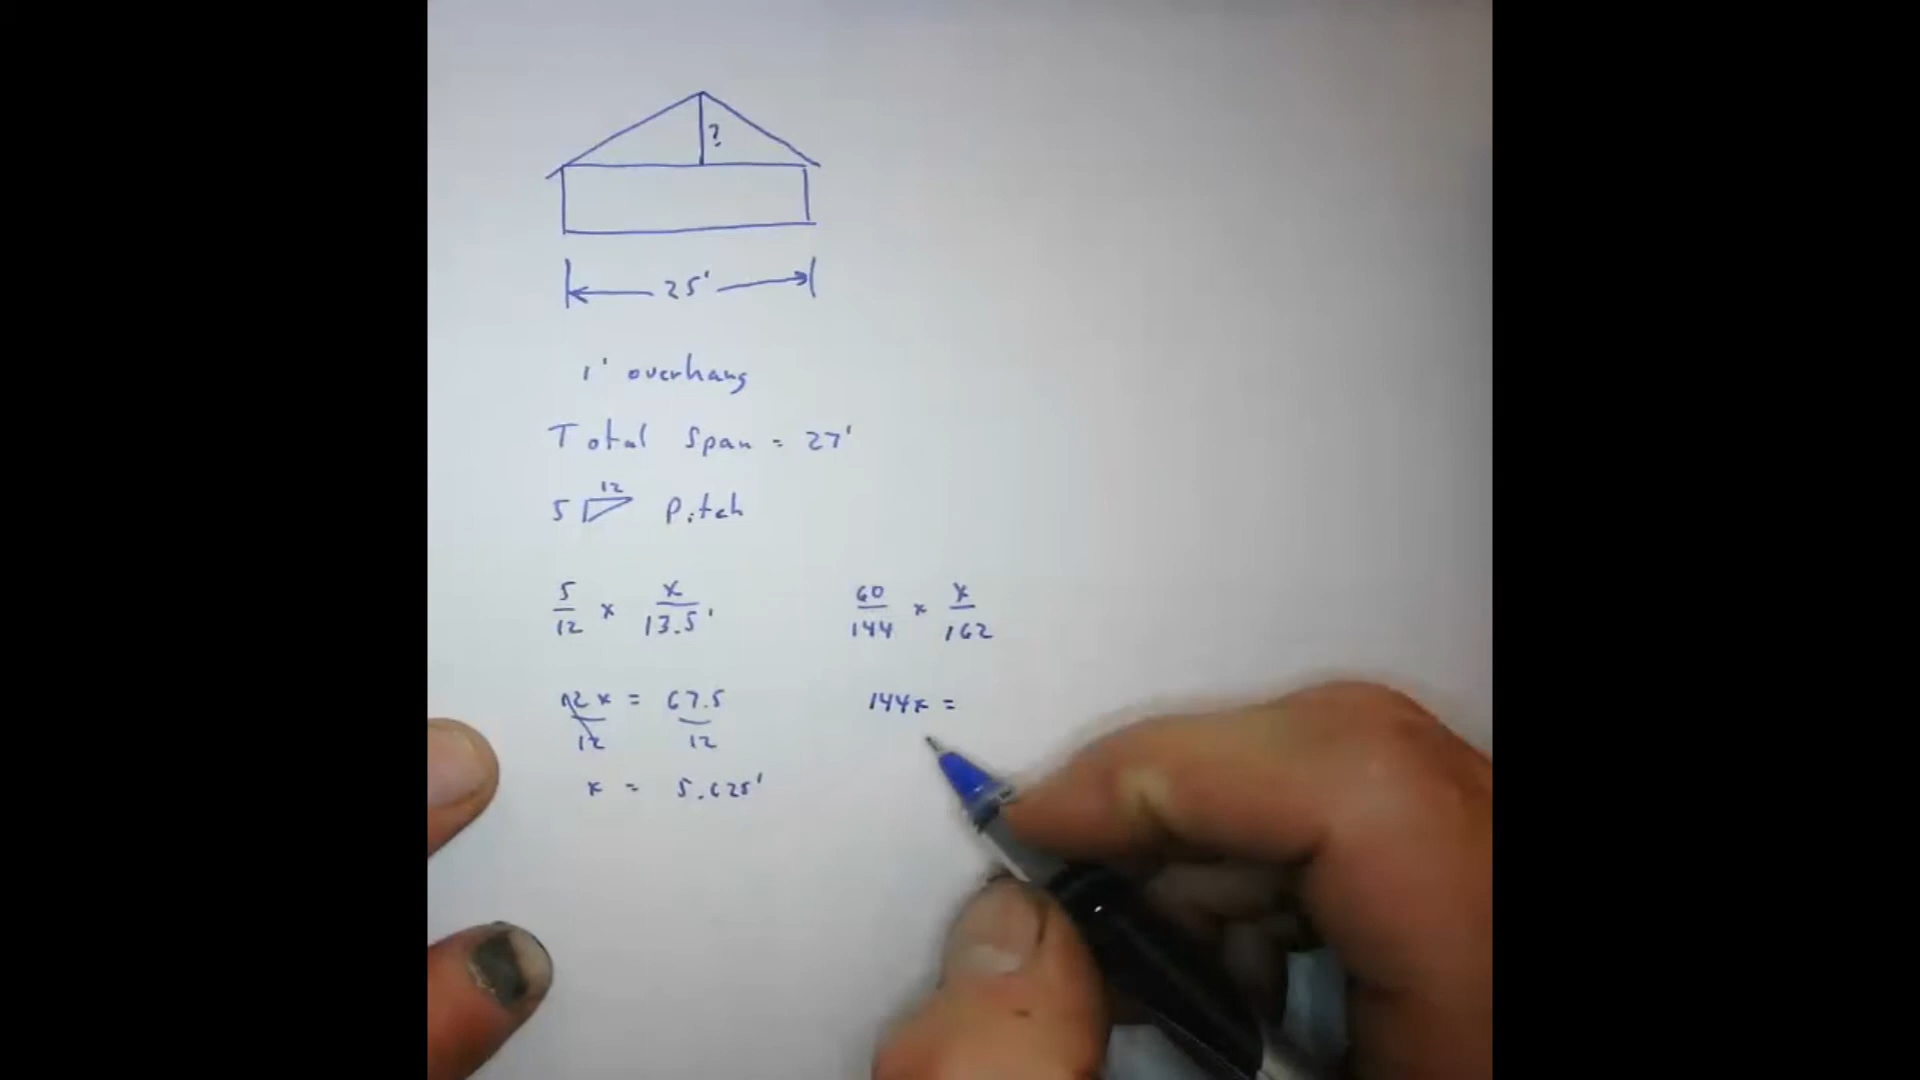 ?
25'
1' overhang
Total Span = 27'
12
5 Pitch
5/12 x x/13.5'
60/144 x x/162
12x/12 = 67.5/12
144x =
x = 5.625'